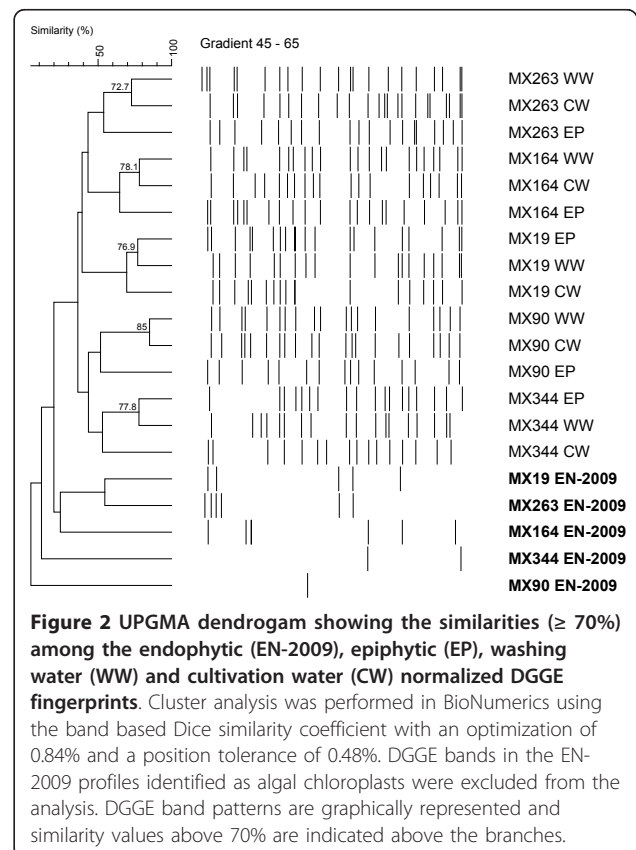 Similarity (%)
50
100
Gradient 45 - 65
72.7
MX263 WW
MX263 CW
MX263 EP
78.1
MX164 WW
MX164 CW
MX164 EP
76.9
MX19 EP
MX19 WW
MX19 CW
85
MX90 WW
MX90 CW
MX90 EP
77.8
MX344 EP
MX344 WW
MX344 CW
MX19 EN-2009
MX263 EN-2009
MX164 EN-2009
MX344 EN-2009
MX90 EN-2009
Figure 2 UPGMA dendrogam showing the similarities (≥ 70%)
among the endophytic (EN-2009), epiphytic (EP), washing
water (WW) and cultivation water (CW) normalized DGGE
fingerprints. Cluster analysis was performed in BioNumerics using
the band based Dice similarity coefficient with an optimization of
0.84% and a position tolerance of 0.48%. DGGE bands in the EN-
2009 profiles identified as algal chloroplasts were excluded from the
analysis. DGGE band patterns are graphically represented and
similarity values above 70% are indicated above the branches.